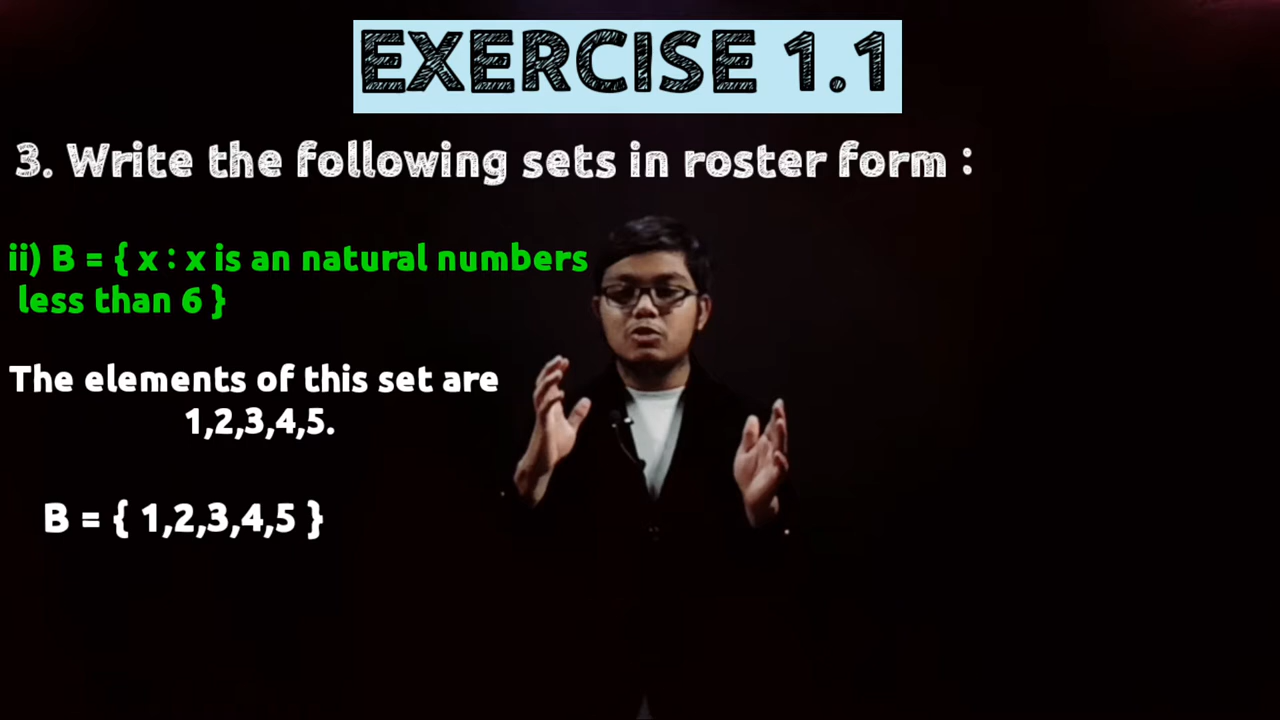 EXERCISE 1.1
3. Write the following sets in roster form :
ii) B = { x : x is an natural numbers
less than 6 }
The elements of this set are
1,2,3,4,5.
B = { 1,2,3,4,5 }